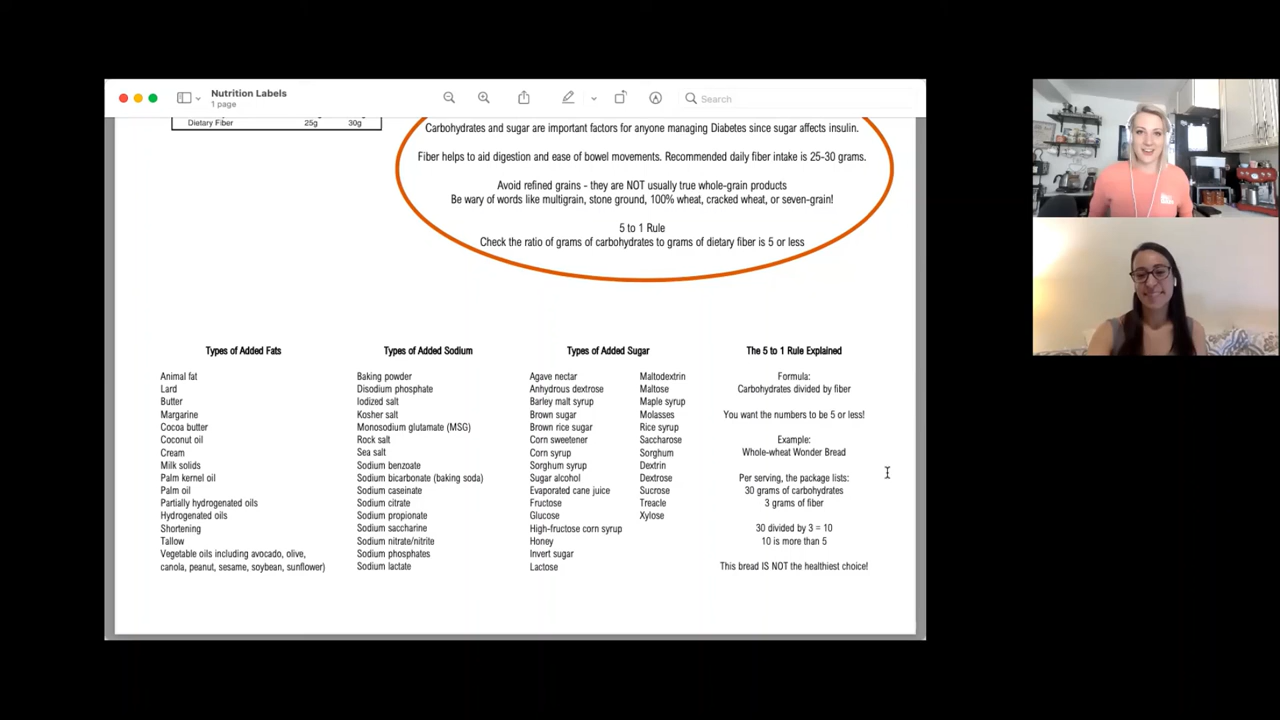 Nutrition Labels
1 page
Search
Dietary Fiber 25g 30g
Carbohydrates and sugar are important factors for anyone managing Diabetes since sugar affects insulin.
Fiber helps to aid digestion and ease of bowel movements. Recommended daily fiber intake is 25-30 grams.
Avoid refined grains - they are NOT usually true whole-grain products
Be wary of words like multigrain, stone ground, 100% wheat, cracked wheat, or seven-grain!
5 to 1 Rule
Check the ratio of grams of carbohydrates to grams of dietary fiber is 5 or less
Types of Added Fats
Animal fat
Lard
Butter
Margarine
Cocoa butter
Coconut oil
Cream
Milk solids
Palm kernel oil
Palm oil
Partially hydrogenated oils
Hydrogenated oils
Shortening
Tallow
Vegetable oils including avocado, olive,
canola, peanut, sesame, soybean, sunflower)
Types of Added Sodium
Baking powder
Disodium phosphate
Iodized salt
Kosher salt
Monosodium glutamate (MSG)
Rock salt
Sea salt
Sodium benzoate
Sodium bicarbonate (baking soda)
Sodium caseinate
Sodium citrate
Sodium propionate
Sodium saccharine
Sodium nitrate/nitrite
Sodium phosphates
Sodium lactate
Types of Added Sugar
Agave nectar
Anhydrous dextrose
Barley malt syrup
Brown sugar
Brown rice sugar
Corn sweetener
Corn syrup
Sorghum syrup
Sugar alcohol
Evaporated cane juice
Fructose
Glucose
High-fructose corn syrup
Honey
Invert sugar
Lactose
Maltodextrin
Maltose
Maple syrup
Molasses
Rice syrup
Saccharose
Sorghum
Dextrin
Dextrose
Sucrose
Treacle
Xylose
The 5 to 1 Rule Explained
Formula:
Carbohydrates divided by fiber
You want the numbers to be 5 or less!
Example:
Whole-wheat Wonder Bread
Per serving, the package lists:
30 grams of carbohydrates
3 grams of fiber
30 divided by 3 = 10
10 is more than 5
This bread IS NOT the healthiest choice!